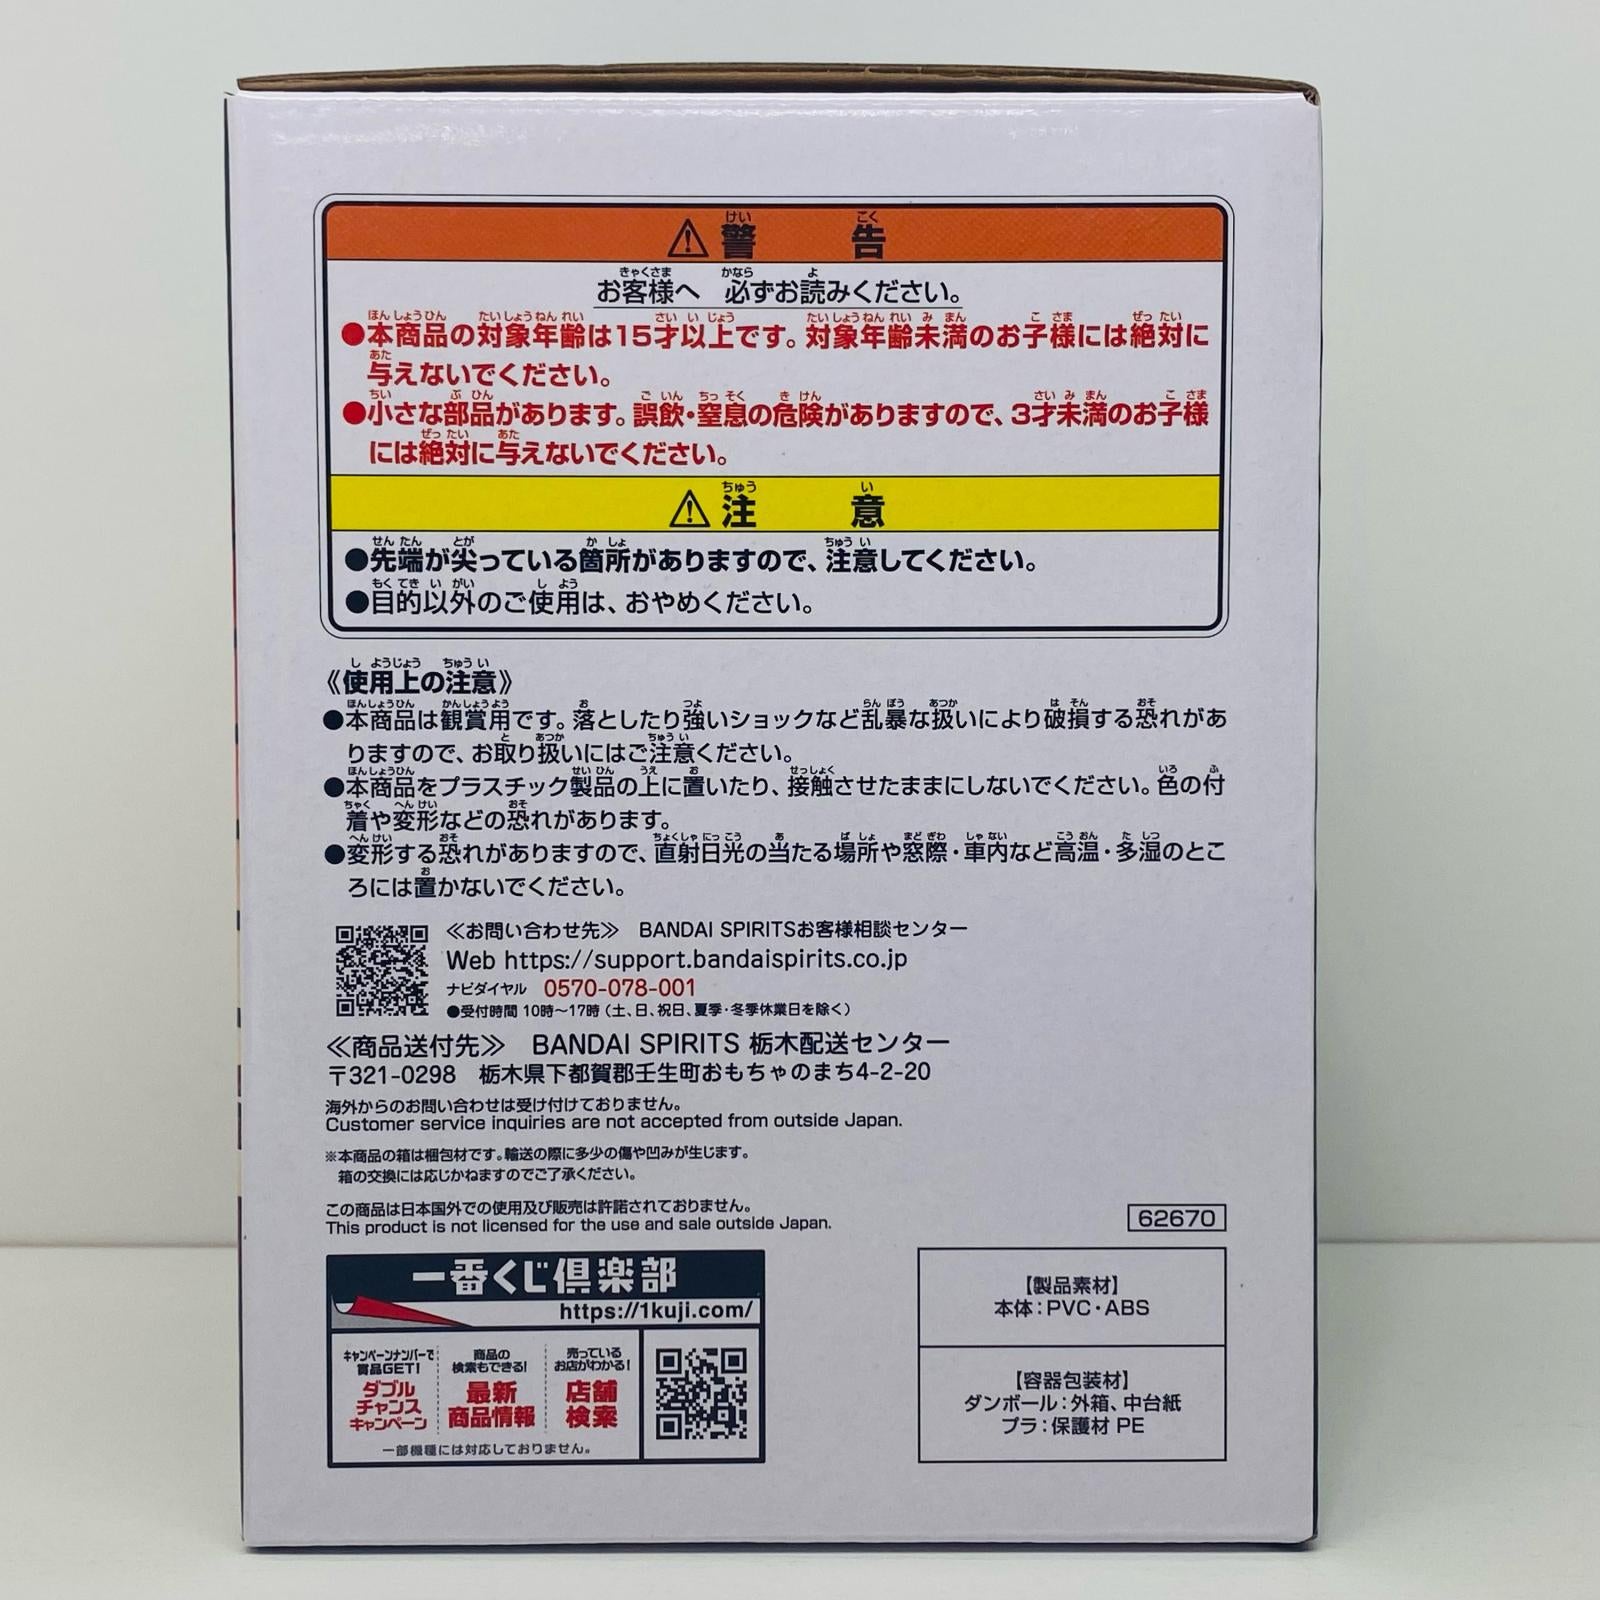 ⚠警告
お客様へ 必ずお読みください。
●本商品の対象年齢は15才以上です。対象年齢未満のお子様には絶対に
与えないでください。
●小さな部品があります。誤飲・窒息の危険がありますので、3才未満のお子様
には絶対に与えないでください。
⚠注意
●先端が尖っている箇所がありますので、注意してください。
●目的以外のご使用は、おやめください。
《使用上の注意》
●本商品は観賞用です。落としたり強いショックなど乱暴な扱いにより破損する恐れがあ
りますので、お取り扱いにはご注意ください。
●本商品をプラスチック製品の上に置いたり、接触させたままにしないでください。色の付
着や変形などの恐れがあります。
●変形する恐れがありますので、直射日光の当たる場所や窓際・車内など高温・多湿のとこ
ろには置かないでください。
≪お問い合わせ先≫ BANDAI SPIRITSお客様相談センター
Web https://support.bandaispirits.co.jp
ナビダイヤル 0570-078-001
●受付時間 10時～17時(土、日、祝日、夏季・冬季休業日を除く)
≪商品送付先≫ BANDAI SPIRITS 栃木配送センター
〒321-0298 栃木県下都賀郡壬生町おもちゃのまち4-2-20
海外からのお問い合わせは受け付けておりません。
Customer service inquiries are not accepted from outside Japan.
※本商品の箱は梱包材です。輸送の際に多少の傷や凹みが生じます。
箱の交換には応じかねますのでご了承ください。
この商品は日本国外での使用及び販売は許諾されておりません。
This product is not licensed for the use and sale outside Japan.
62670
一番くじ倶楽部
https://1kuji.com/
キャンペーンナンバーで
賞品GET!
ダブル
チャンス
キャンペーン
商品の
検索もできる!
最新
商品情報
売っている
お店がわかる!
店舗
検索
一部機種には対応しておりません。
【製品素材】
本体:PVC・ABS
【容器包装材】
ダンボール:外箱、中台紙
プラ:保護材 PE